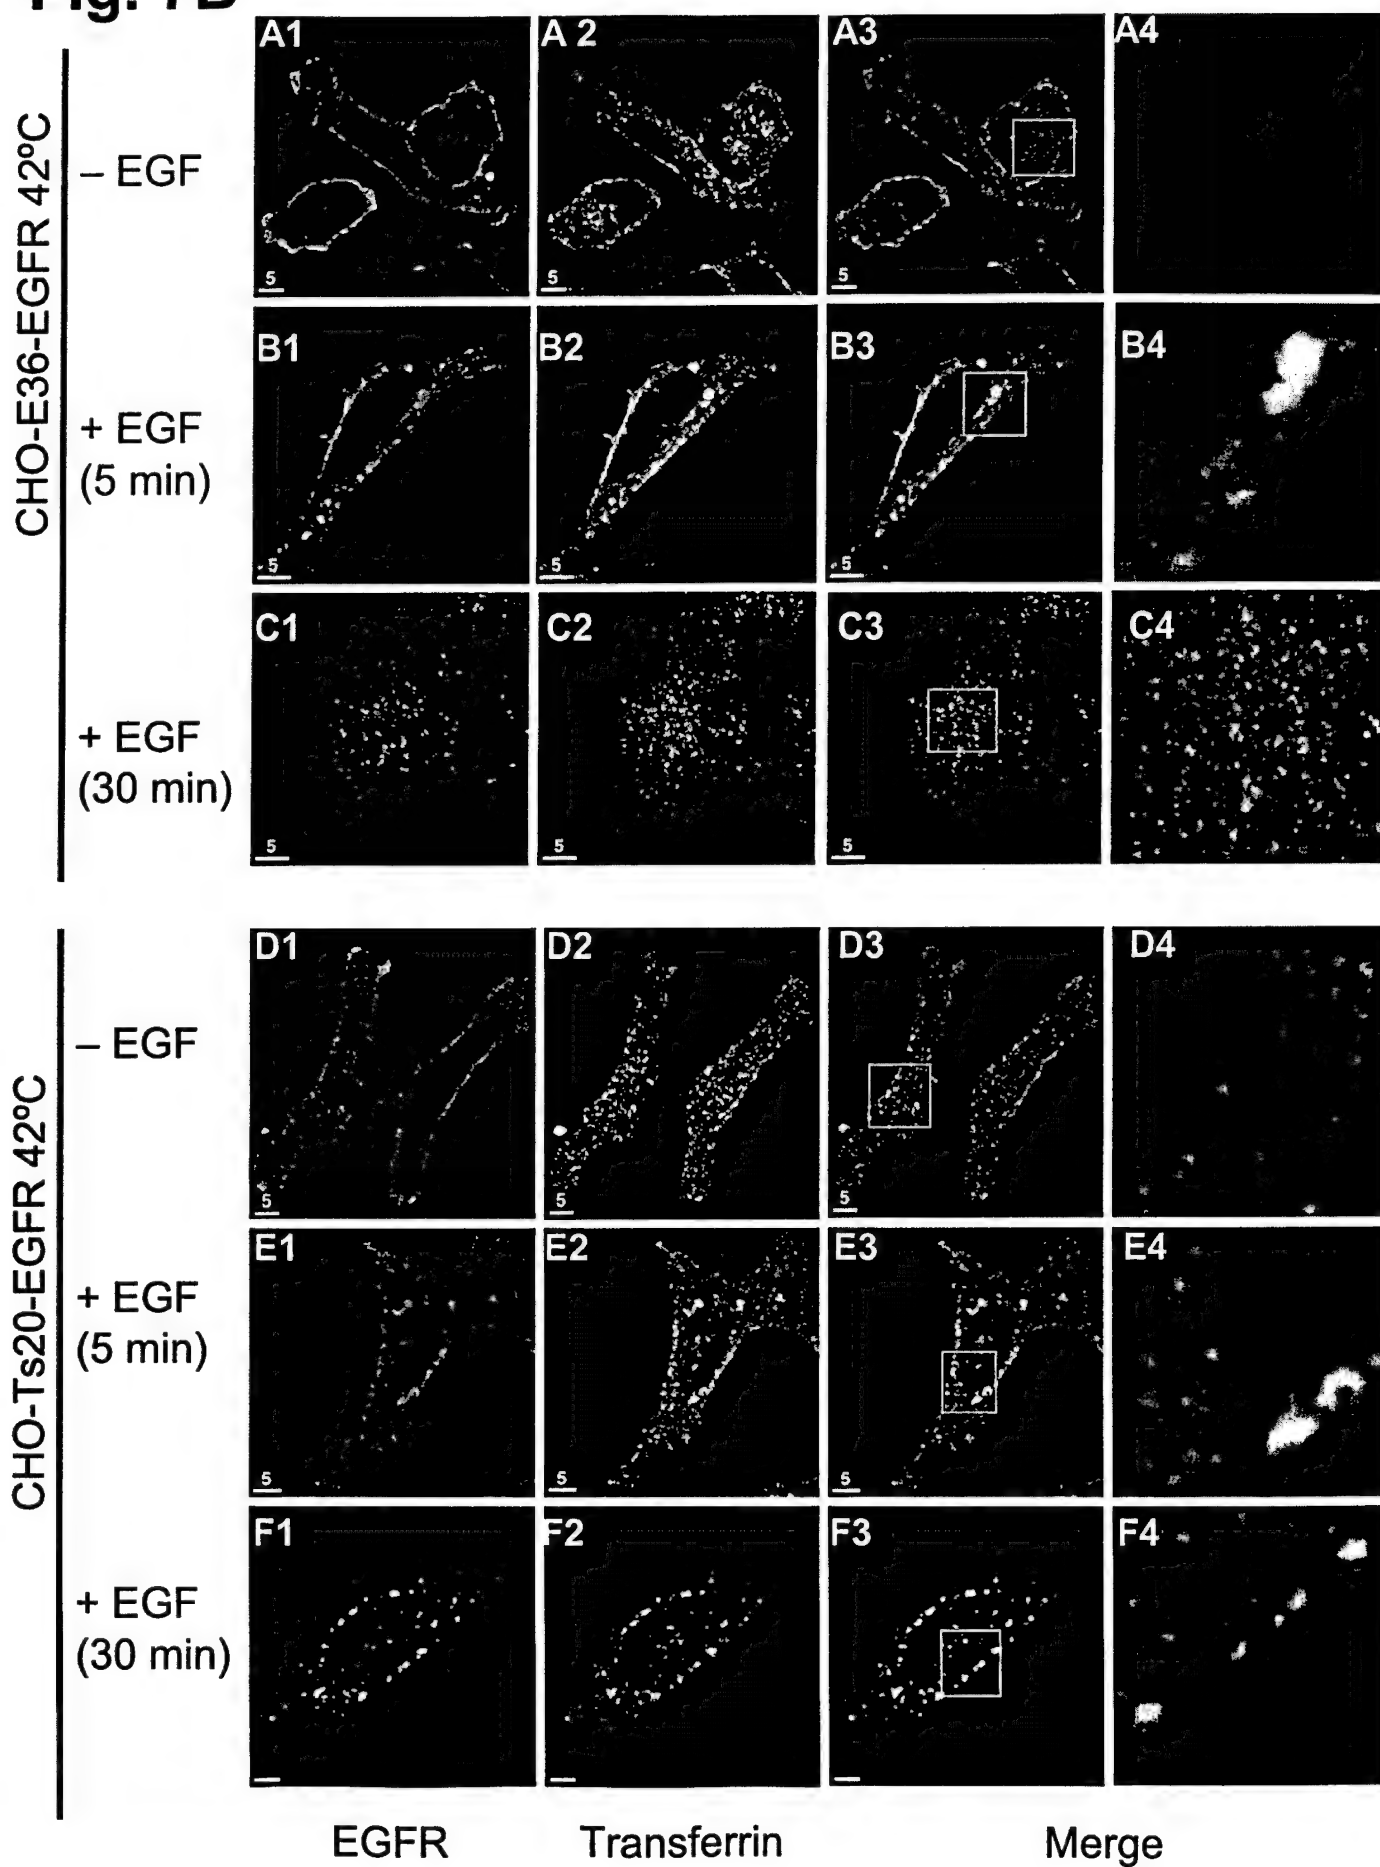 A1 A 2 A3 A4
– EGF
5 5 5
CHO-E36-EGFR 42ºC
B1 B2 B3 B4
+ EGF
(5 min)
5 5 5
C1 C2 C3 C4
+ EGF
(30 min)
5 5 5
D1 D2 D3 D4
– EGF
5 5 5
CHO-Ts20-EGFR 42ºC
E1 E2 E3 E4
+ EGF
(5 min)
5 5 5
F1 F2 F3 F4
+ EGF
(30 min)
EGFR Transferrin Merge